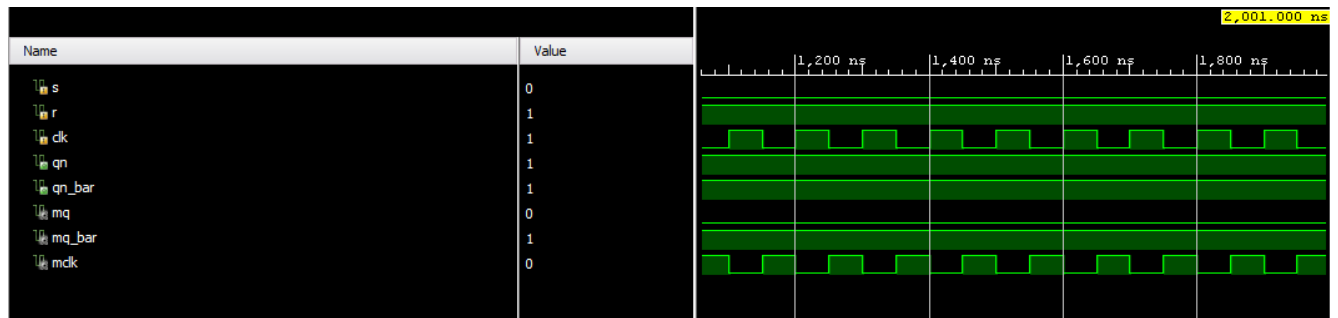 2,001.000 ns
Name Value
1,200 ns 1,400 ns 1,600 ns 1,800 ns
s 0
r 1
clk 1
qn 1
qn_bar 1
mq 0
mq_bar 1
mclk 0